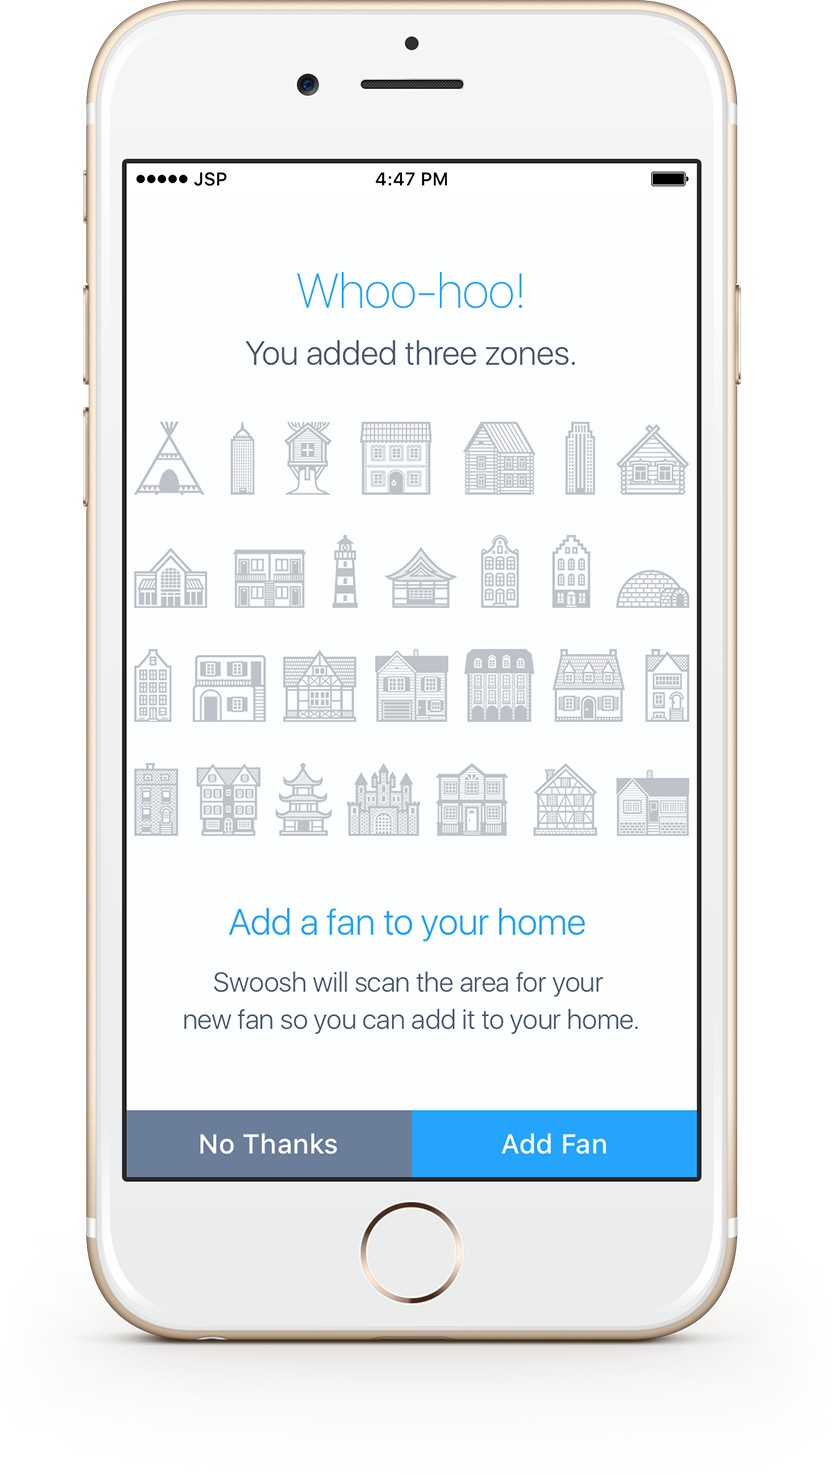 JSP 4:47 PM
Whoo-hoo!
You added three zones.
Add a fan to your home
Swoosh will scan the area for your
new fan so you can add it to your home.
No Thanks Add Fan